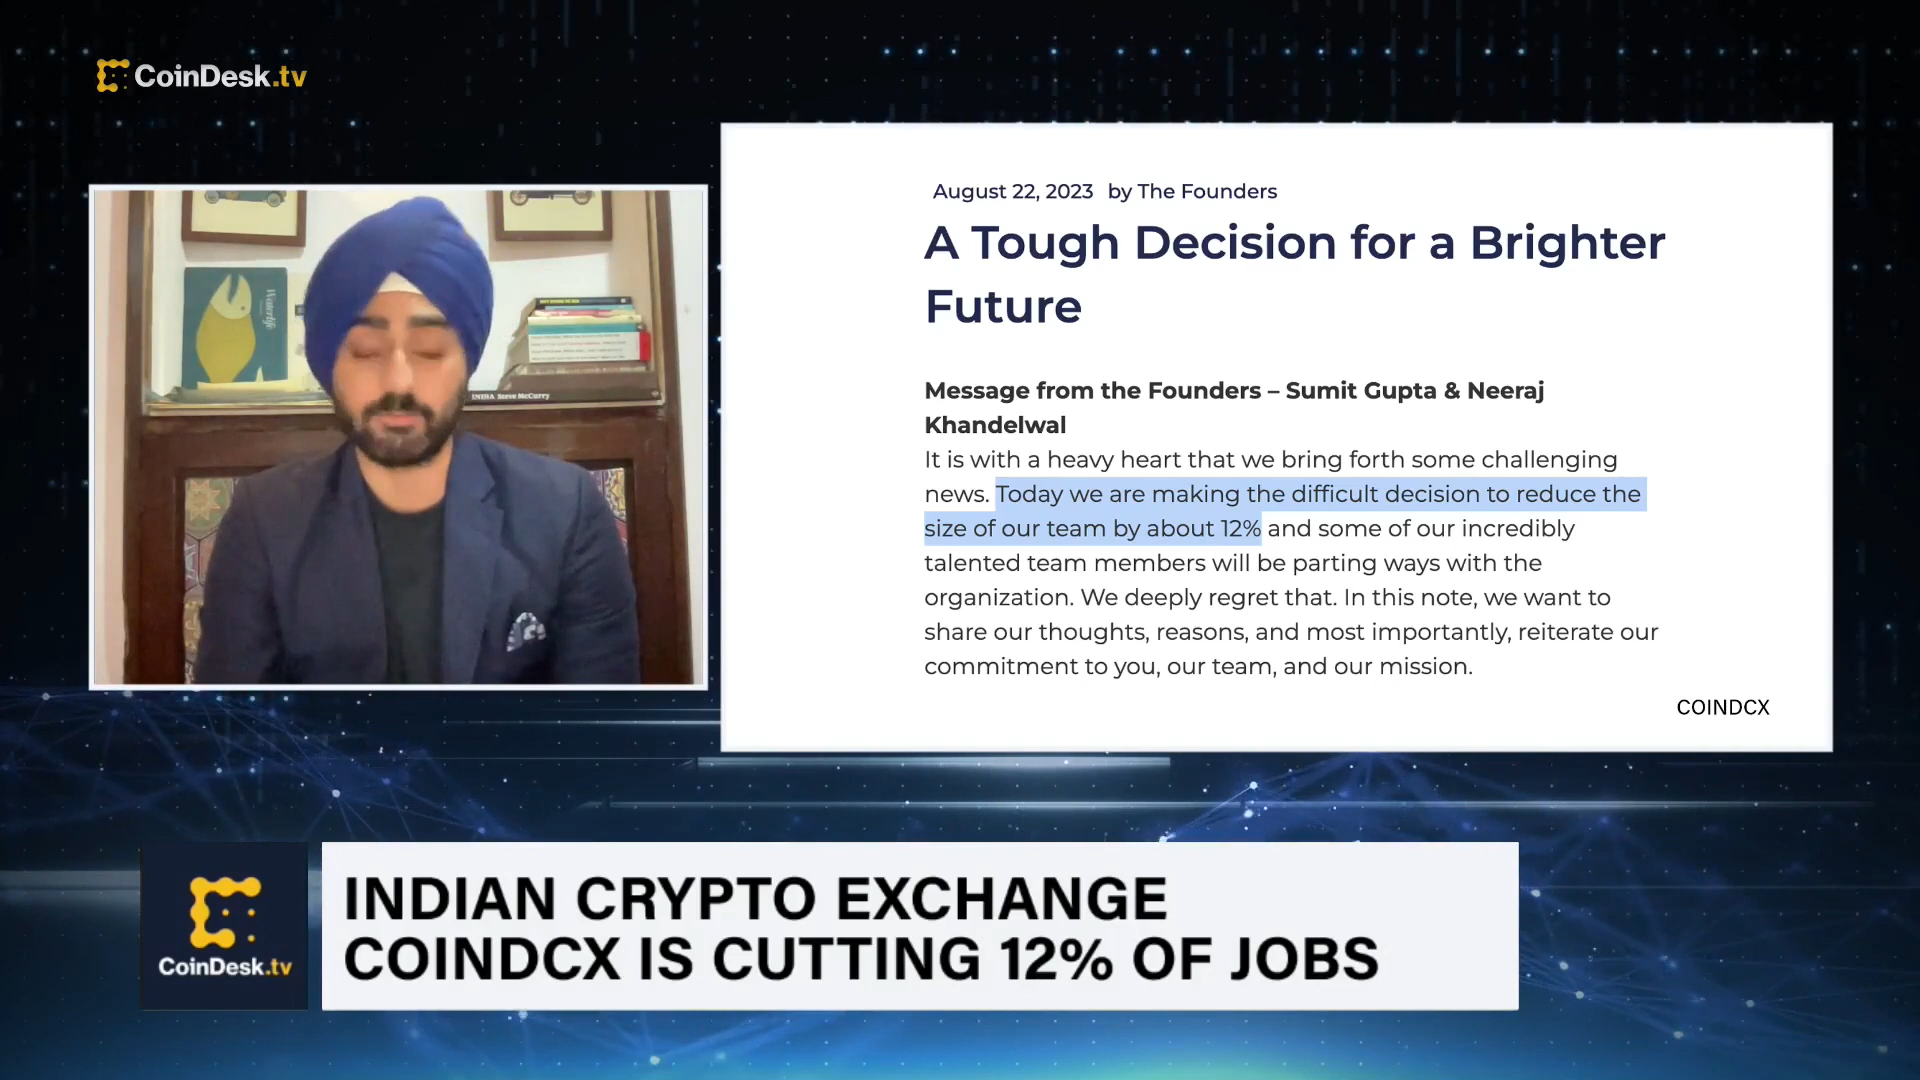 CoinDesk.tv
August 22, 2023 by The Founders
A Tough Decision for a Brighter
Future
Message from the Founders – Sumit Gupta & Neeraj
Khandelwal
It is with a heavy heart that we bring forth some challenging
news. Today we are making the difficult decision to reduce the
size of our team by about 12% and some of our incredibly
talented team members will be parting ways with the
organization. We deeply regret that. In this note, we want to
share our thoughts, reasons, and most importantly, reiterate our
commitment to you, our team, and our mission.
COINDCX
Waterlife
INDIA Steve McCurry
CoinDesk.tv
INDIAN CRYPTO EXCHANGE
COINDCX IS CUTTING 12% OF JOBS